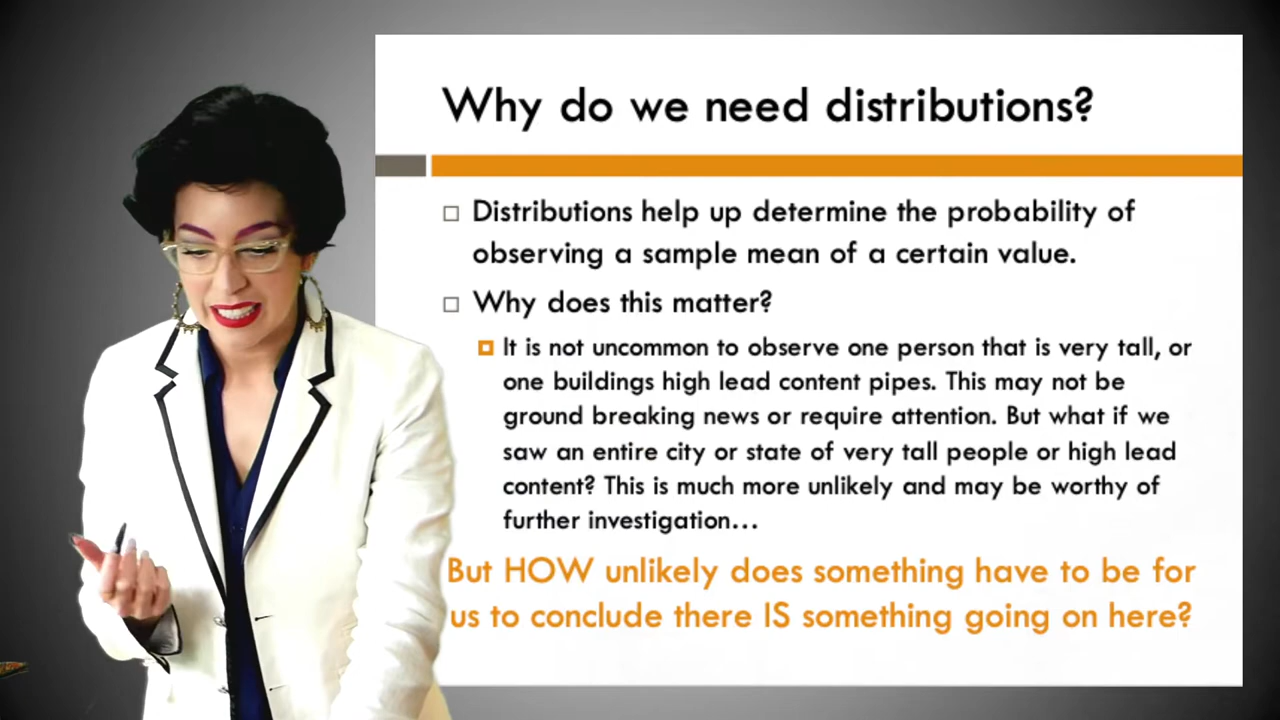 Why do we need distributions?
Distributions help up determine the probability of
observing a sample mean of a certain value.
Why does this matter?
It is not uncommon to observe one person that is very tall, or
one buildings high lead content pipes. This may not be
ground breaking news or require attention. But what if we
saw an entire city or state of very tall people or high lead
content? This is much more unlikely and may be worthy of
further investigation...
But HOW unlikely does something have to be for
us to conclude there IS something going on here?